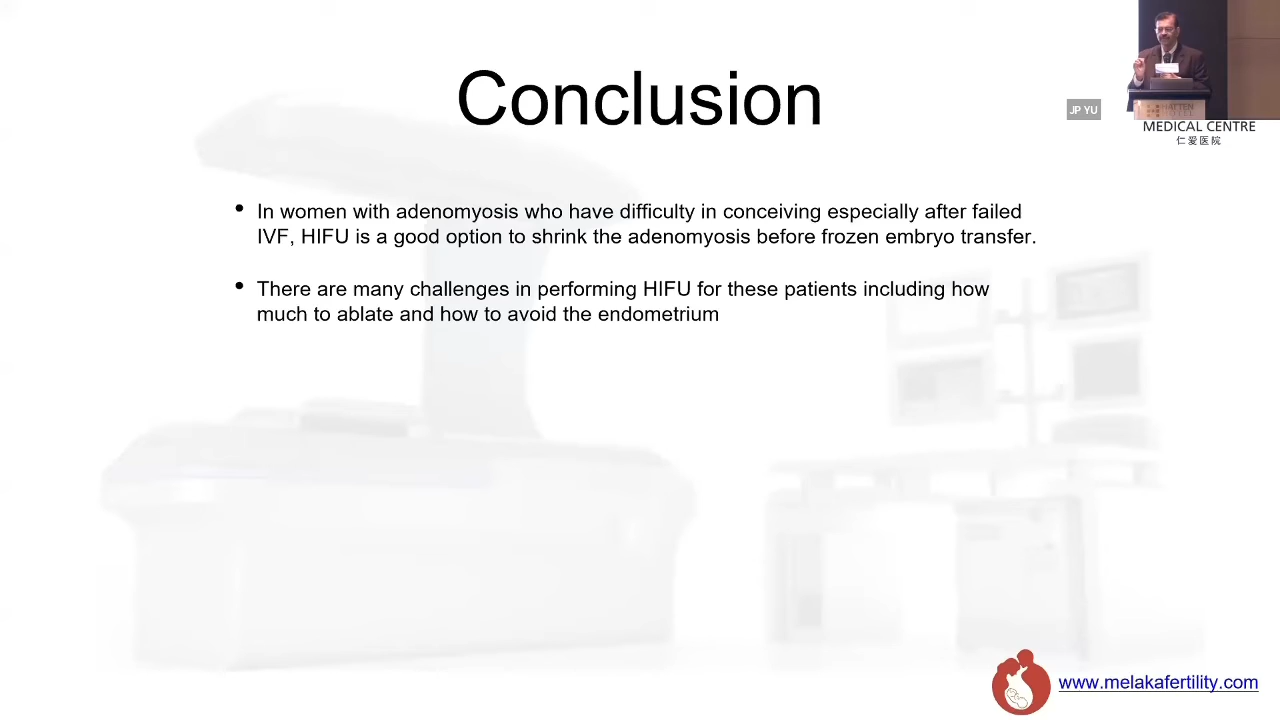 Conclusion
JP YU
HATTEN
HOTEL
MEDICAL CENTRE
仁爱医院
• In women with adenomyosis who have difficulty in conceiving especially after failed
IVF, HIFU is a good option to shrink the adenomyosis before frozen embryo transfer.
• There are many challenges in performing HIFU for these patients including how
much to ablate and how to avoid the endometrium
www.melakafertility.com